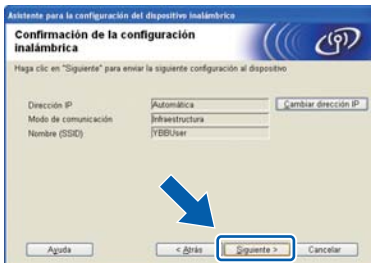 Asistente para la configuración del dispositivo inalámbrico
Confirmación de la configuración
inalámbrica
Haga clic en "Siguiente" para enviar la siguiente configuración al dispositivo
Dirección IP Automática Cambiar dirección IP
Modo de comunicación Infraestructura
Nombre (SSID) YBBUser
Ayuda < Atrás Siguiente > Cancelar